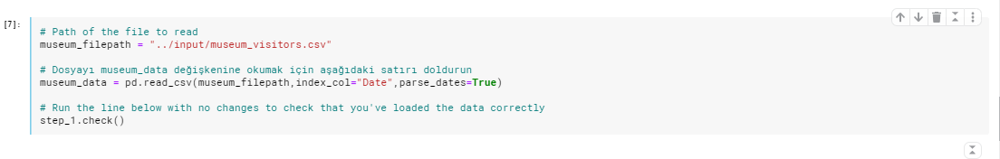 [7]:
# Path of the file to read
museum_filepath = "../input/museum_visitors.csv"
# Dosyayı museum_data değişkenine okumak için aşağıdaki satırı doldurun
museum_data = pd.read_csv(museum_filepath,index_col="Date",parse_dates=True)
# Run the line below with no changes to check that you've loaded the data correctly
step_1.check()